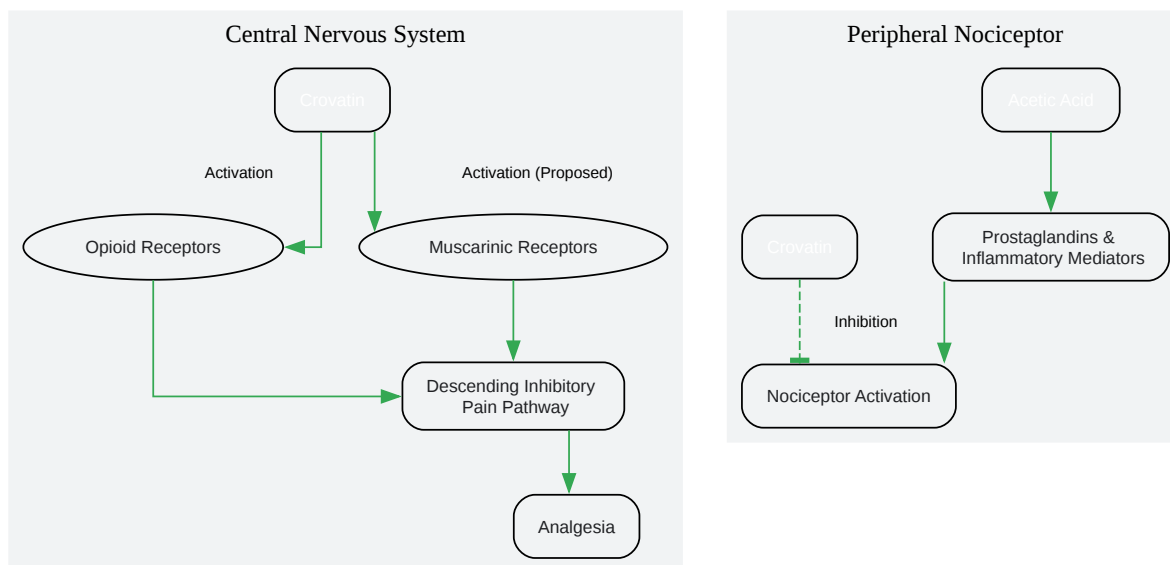 Central Nervous System
Crovatin
Activation
Activation (Proposed)
Opioid Receptors
Muscarinic Receptors
Descending Inhibitory
Pain Pathway
Analgesia
Peripheral Nociceptor
Acetic Acid
Crovatin
Prostaglandins &
Inflammatory Mediators
Inhibition
Nociceptor Activation